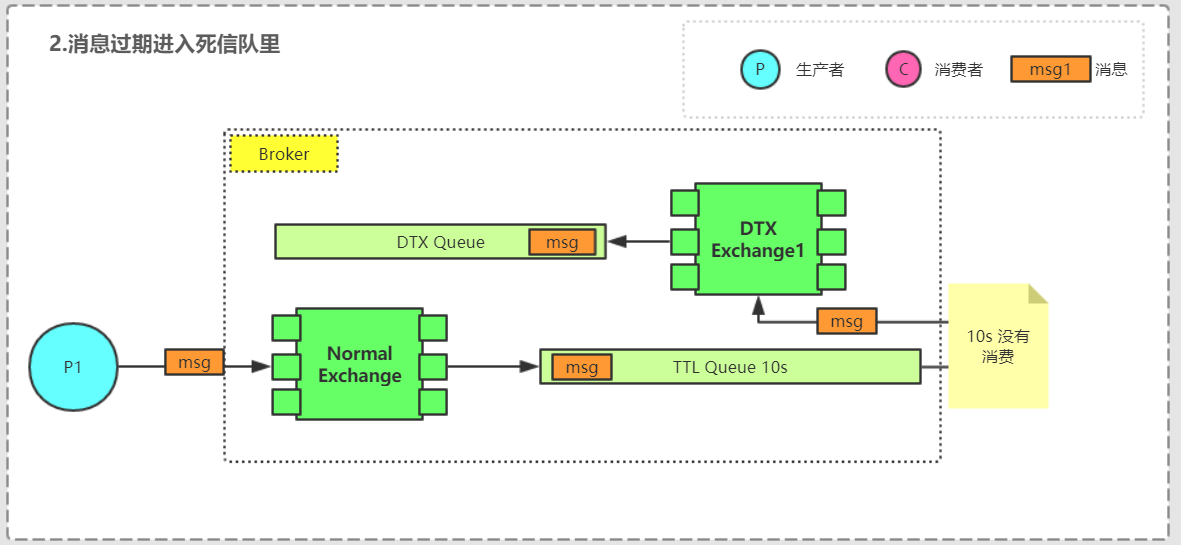 2.消息过期进入死信队里
P
生产者
C
消费者
msg1
消息
Broker
DTX Queue
msg
DTX
Exchange1
msg
10s 没有
消费
P1
msg
Normal
Exchange
msg
TTL Queue 10s